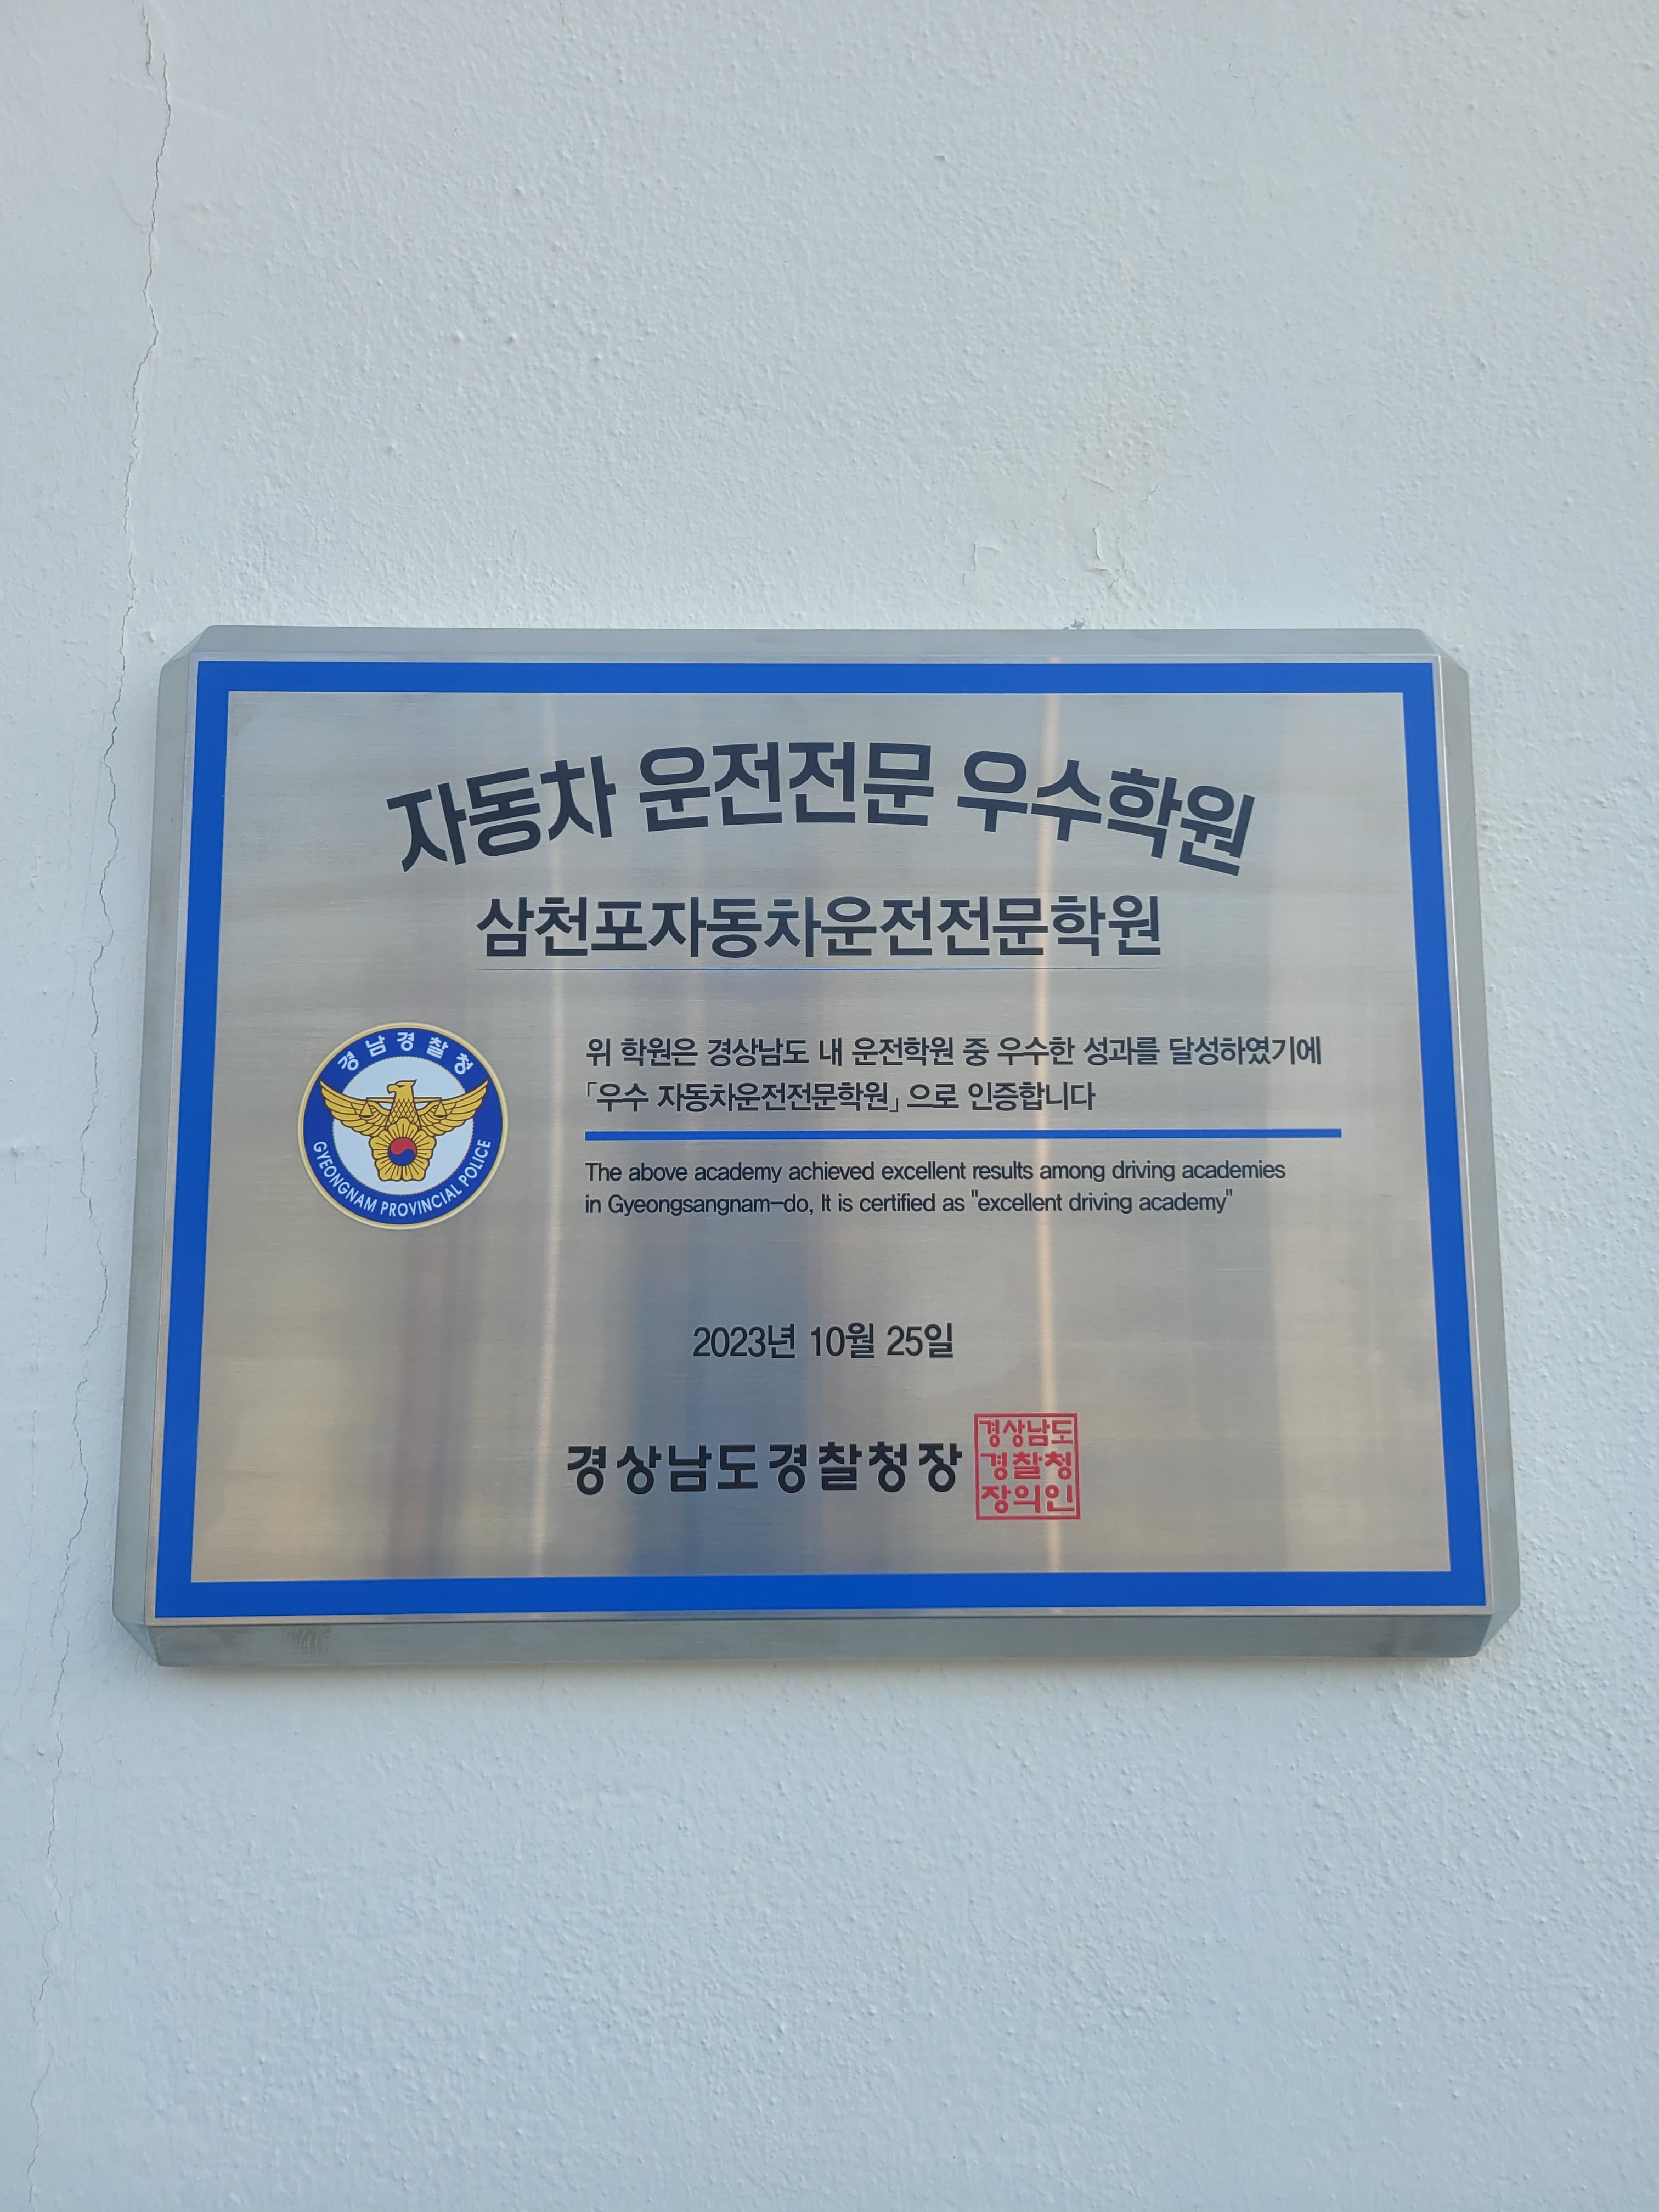 자동차 운전전문 우수학원
삼천포자동차운전전문학원
경남경찰청
GYEONGNAM PROVINCIAL POLICE
위 학원은 경상남도 내 운전학원 중 우수한 성과를 달성하였기에
「우수 자동차운전전문학원」 으로 인증합니다
The above academy achieved excellent results among driving academies
in Gyeongsangnam-do, It is certified as "excellent driving academy"
2023년 10월 25일
경상남도경찰청장
경상남도
경찰청
장의인